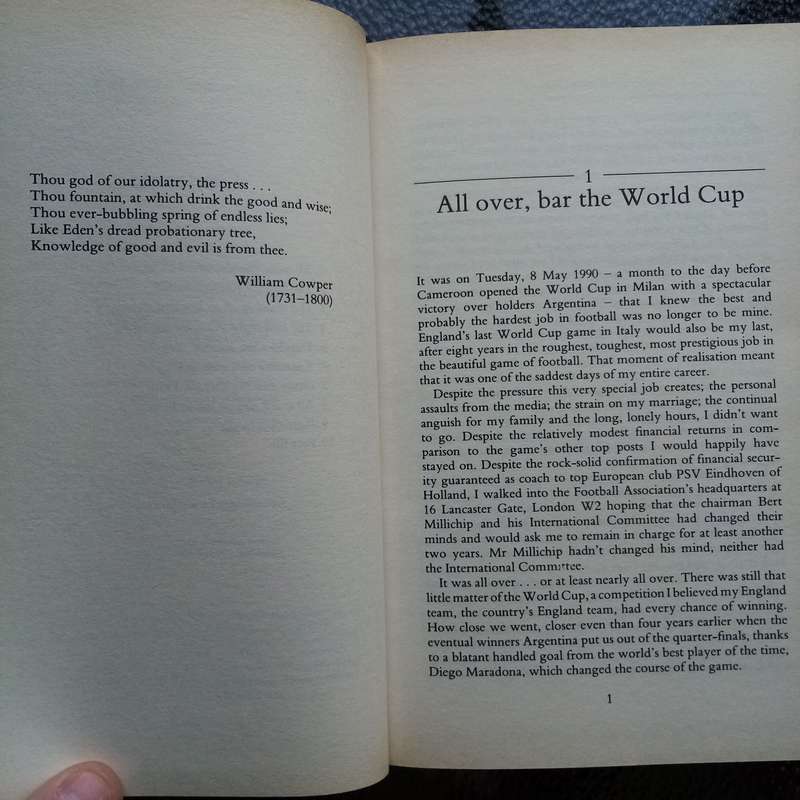 Thou god of our idolatry, the press . . .
Thou fountain, at which drink the good and wise;
Thou ever-bubbling spring of endless lies;
Like Eden's dread probationary tree,
Knowledge of good and evil is from thee.
William Cowper
(1731–1800)
1
All over, bar the World Cup
It was on Tuesday, 8 May 1990 – a month to the day before
Cameroon opened the World Cup in Milan with a spectacular
victory over holders Argentina – that I knew the best and
probably the hardest job in football was no longer to be mine.
England's last World Cup game in Italy would also be my last,
after eight years in the roughest, toughest, most prestigious job in
the beautiful game of football. That moment of realisation meant
that it was one of the saddest days of my entire career.
Despite the pressure this very special job creates; the personal
assaults from the media; the strain on my marriage; the continual
anguish for my family and the long, lonely hours, I didn't want
to go. Despite the relatively modest financial returns in com-
parison to the game's other top posts I would happily have
stayed on. Despite the rock-solid confirmation of financial secur-
ity guaranteed as coach to top European club PSV Eindhoven of
Holland, I walked into the Football Association's headquarters at
16 Lancaster Gate, London W2 hoping that the chairman Bert
Millichip and his International Committee had changed their
minds and would ask me to remain in charge for at least another
two years. Mr Millichip hadn't changed his mind, neither had
the International Committee.
It was all over . . . or at least nearly all over. There was still that
little matter of the World Cup, a competition I believed my England
team, the country's England team, had every chance of winning.
How close we went, closer even than four years earlier when the
eventual winners Argentina put us out of the quarter-finals, thanks
to a blatant handled goal from the world's best player of the time,
Diego Maradona, which changed the course of the game.
1